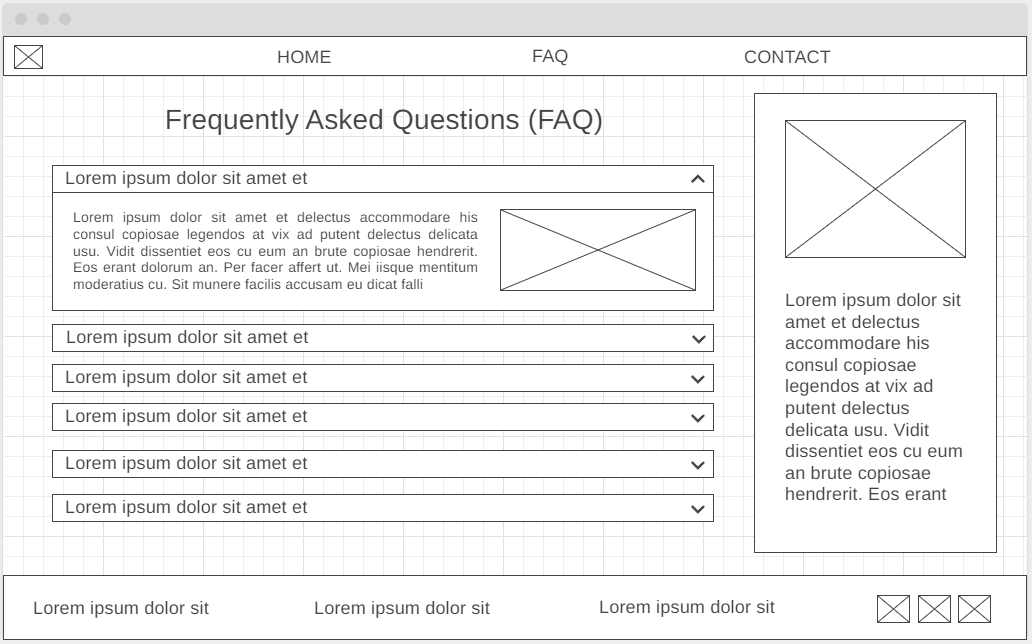 HOME FAQ CONTACT
Frequently Asked Questions (FAQ)
Lorem ipsum dolor sit amet et
Lorem ipsum dolor sit amet et delectus accommodare his
consul copiosae legendos at vix ad putent delectus delicata
usu. Vidit dissentiet eos cu eum an brute copiosae hendrerit.
Eos erant dolorum an. Per facer affert ut. Mei iisque mentitum
moderatius cu. Sit munere facilis accusam eu dicat falli
Lorem ipsum dolor sit amet et
Lorem ipsum dolor sit amet et
Lorem ipsum dolor sit amet et
Lorem ipsum dolor sit amet et
Lorem ipsum dolor sit amet et
Lorem ipsum dolor sit
amet et delectus
accommodare his
consul copiosae
legendos at vix ad
putent delectus
delicata usu. Vidit
dissentiet eos cu eum
an brute copiosae
hendrerit. Eos erant
Lorem ipsum dolor sit
Lorem ipsum dolor sit
Lorem ipsum dolor sit